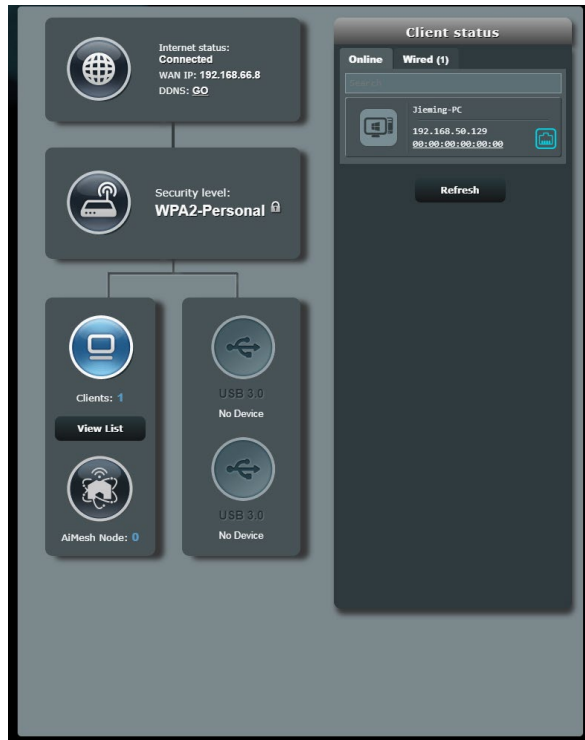 Internet status:
Connected
WAN IP: 192.168.66.8
DDNS: GO
Security level:
WPA2-Personal
Clients: 1
View List
AiMesh Node: 0
USB 3.0
No Device
USB 3.0
No Device
Client status
Online Wired (1)
Search
Jieming-PC
192.168.50.129
00:00:00:00:00:00
Refresh